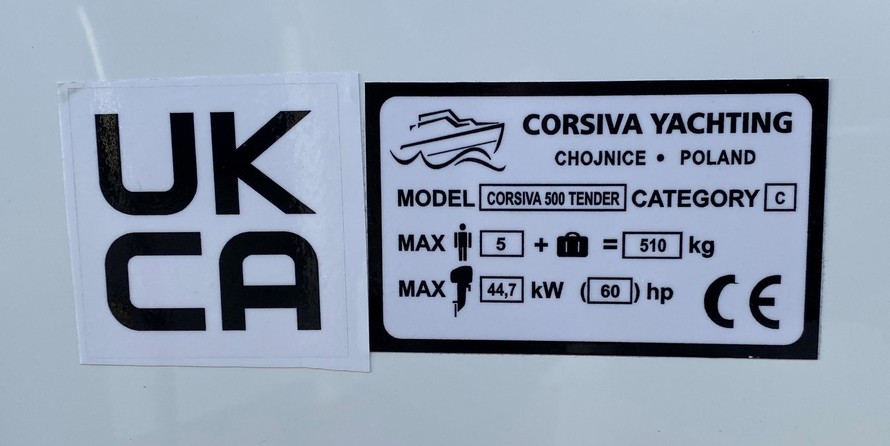 UK
CA
CORSIVA YACHTING
CHOJNICE • POLAND
MODEL CORSIVA 500 TENDER CATEGORY C
MAX 5 + = 510 kg
MAX 44,7 kW (60) hp
CE